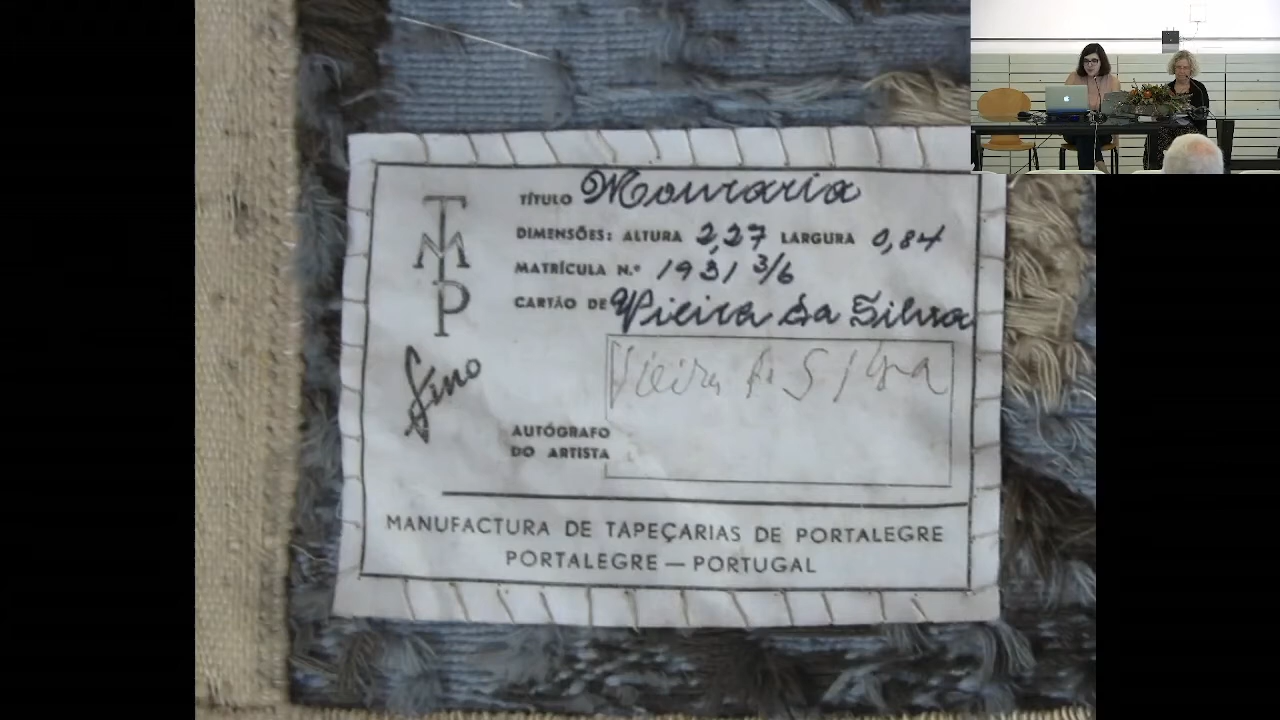 TMP
TÍTULO Mouraria
DIMENSÕES: ALTURA 2,27 LARGURA 0,84
MATRÍCULA N.º 1931 3/6
CARTÃO DE Vieira da Silva
fino
Vieira da Silva
AUTÓGRAFO
DO ARTISTA
MANUFACTURA DE TAPEÇARIAS DE PORTALEGRE
PORTALEGRE — PORTUGAL